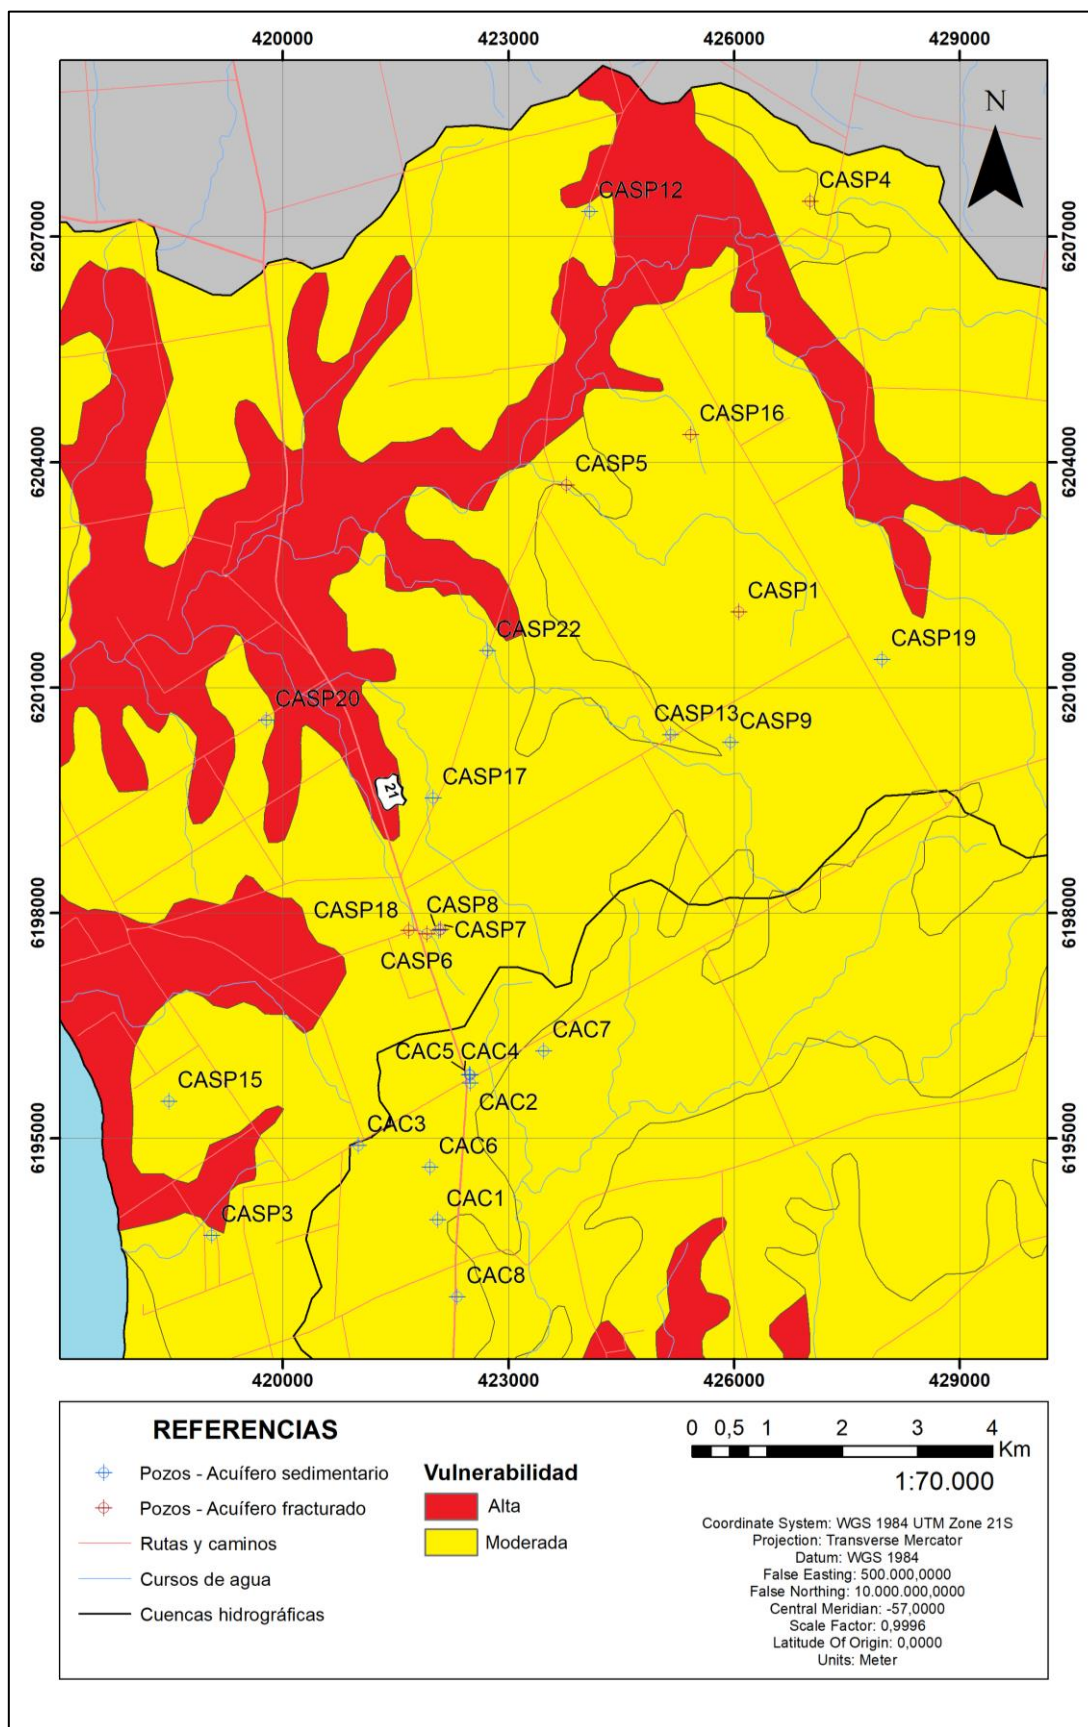 420000 423000 426000 429000
N
CASP4
CASP12
6207000 6207000
CASP16
CASP5
6204000 6204000
CASP1
CASP22
CASP19
6201000 6201000
CASP20
CASP13
CASP9
21
CASP17
CASP8
CASP18
CASP7
6198000 6198000
CASP6
CAC7
CAC5 CAC4
CASP15
CAC2
CAC3
6195000 6195000
CAC6
CAC1
CASP3
CAC8
420000 423000 426000 429000
REFERENCIAS
Pozos - Acuífero sedimentario
Pozos - Acuífero fracturado
Rutas y caminos
Cursos de agua
Cuencas hidrográficas
Vulnerabilidad
Alta
Moderada
0 0,5 1 2 3 4
Km
1:70.000
Coordinate System: WGS 1984 UTM Zone 21S
Projection: Transverse Mercator
Datum: WGS 1984
False Easting: 500.000,0000
False Northing: 10.000.000,0000
Central Meridian: -57,0000
Scale Factor: 0,9996
Latitude Of Origin: 0,0000
Units: Meter